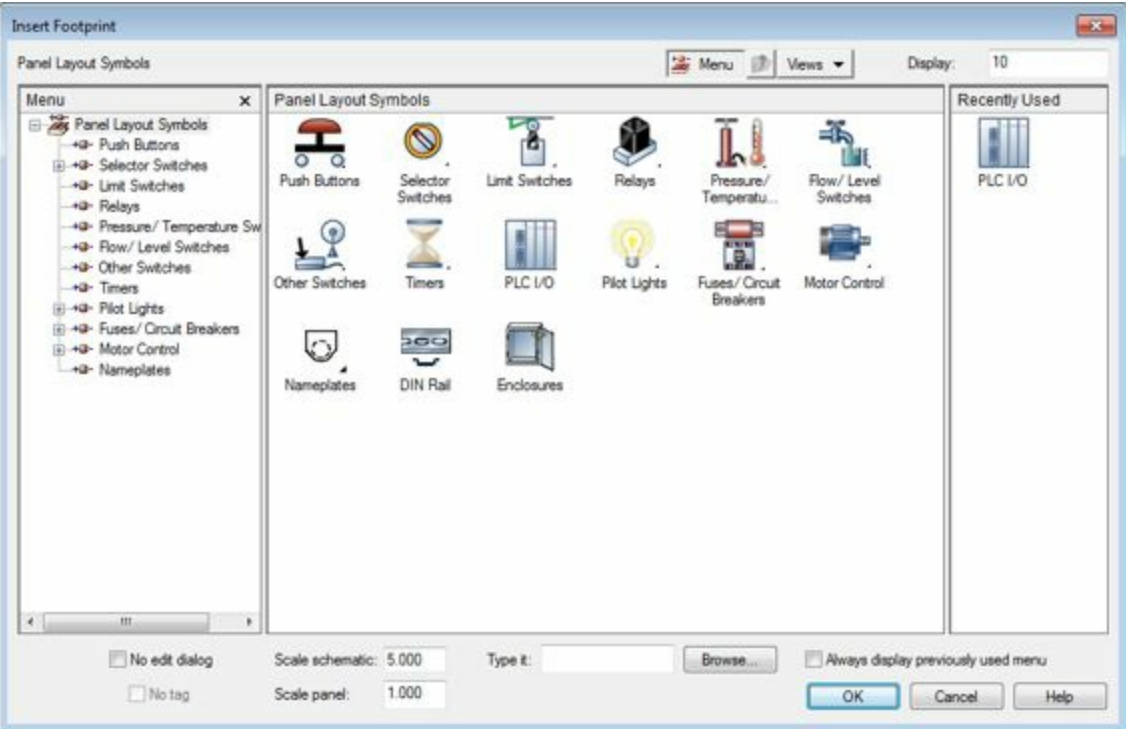 Insert Footprint
Panel Layout Symbols
Menu
Views
Display:
10
Menu
Panel Layout Symbols
Push Buttons
Selector Switches
Limit Switches
Relays
Pressure/ Temperature Sw
Flow/ Level Switches
Other Switches
Timers
Pilot Lights
Fuses/ Circuit Breakers
Motor Control
Nameplates
Panel Layout Symbols
Push Buttons
Selector
Switches
Limit Switches
Relays
Pressure/
Temperatu...
Flow/ Level
Switches
Other Switches
Timers
PLC I/O
Pilot Lights
Fuses/ Circuit
Breakers
Motor Control
Nameplates
DIN Rail
Enclosures
Recently Used
PLC I/O
No edit dialog
No tag
Scale schematic: 5.000
Scale panel: 1.000
Type it:
Browse...
Always display previously used menu
OK
Cancel
Help